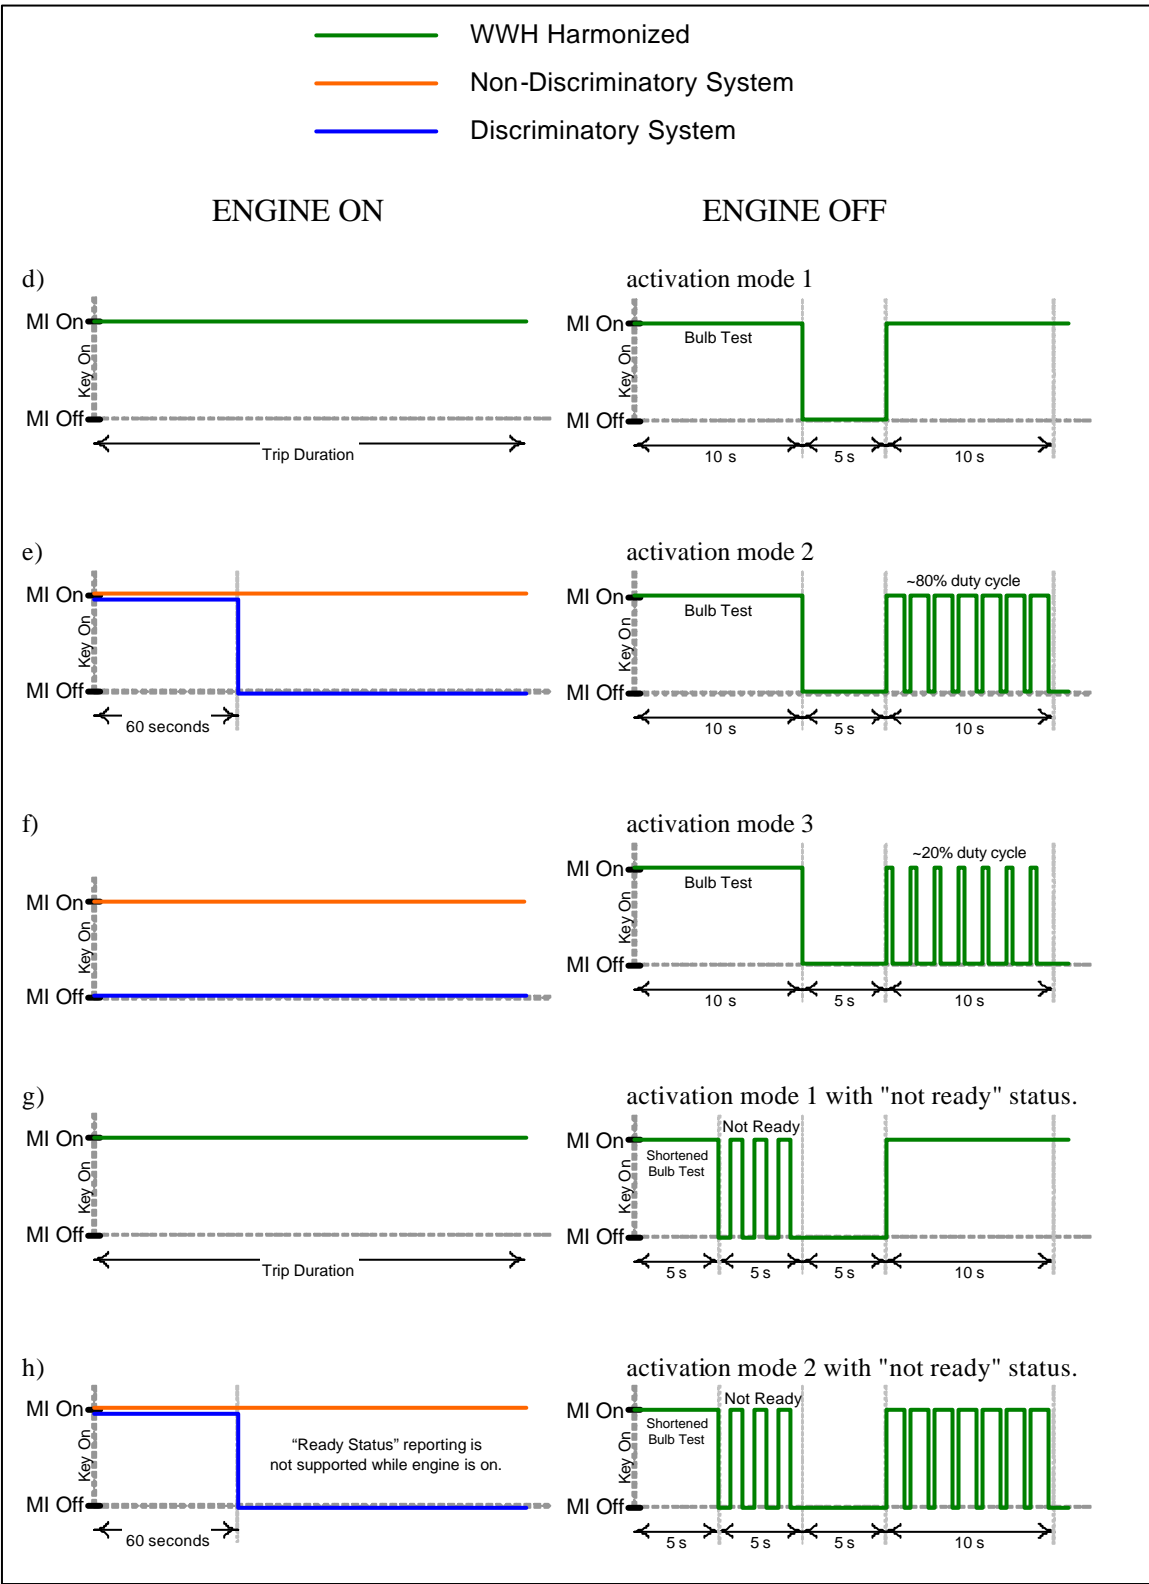 WWH Harmonized
Non-Discriminatory System
Discriminatory System
ENGINE ON
ENGINE OFF
d)
activation mode 1
MI On
Key On
MI Off
Trip Duration
MI On
Bulb Test
Key On
MI Off
10 s
5 s
10 s
e)
activation mode 2
MI On
Key On
MI Off
60 seconds
~80% duty cycle
MI On
Bulb Test
Key On
MI Off
10 s
5 s
10 s
f)
activation mode 3
MI On
Key On
MI Off
~20% duty cycle
MI On
Bulb Test
Key On
MI Off
10 s
5 s
10 s
g)
activation mode 1 with "not ready" status.
MI On
Key On
MI Off
Trip Duration
Not Ready
MI On
Shortened
Bulb Test
Key On
MI Off
5 s
5 s
5 s
10 s
h)
activation mode 2 with "not ready" status.
MI On
Key On
“Ready Status” reporting is
not supported while engine is on.
MI Off
60 seconds
Not Ready
MI On
Shortened
Bulb Test
Key On
MI Off
5 s
5 s
5 s
10 s